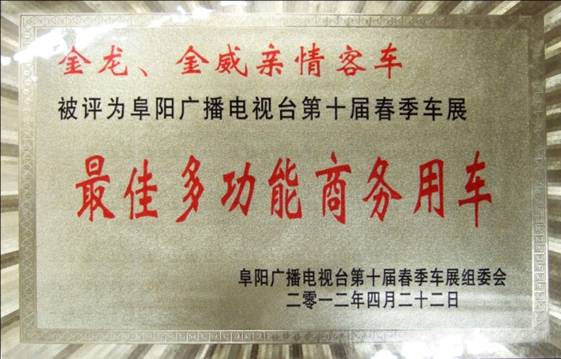 金龙、金威亲情客车
被评为阜阳广播电视台第十届春季车展
最佳多功能商务用车
阜阳广播电视台第十届春季车展组委会
二零一二年四月二十二日